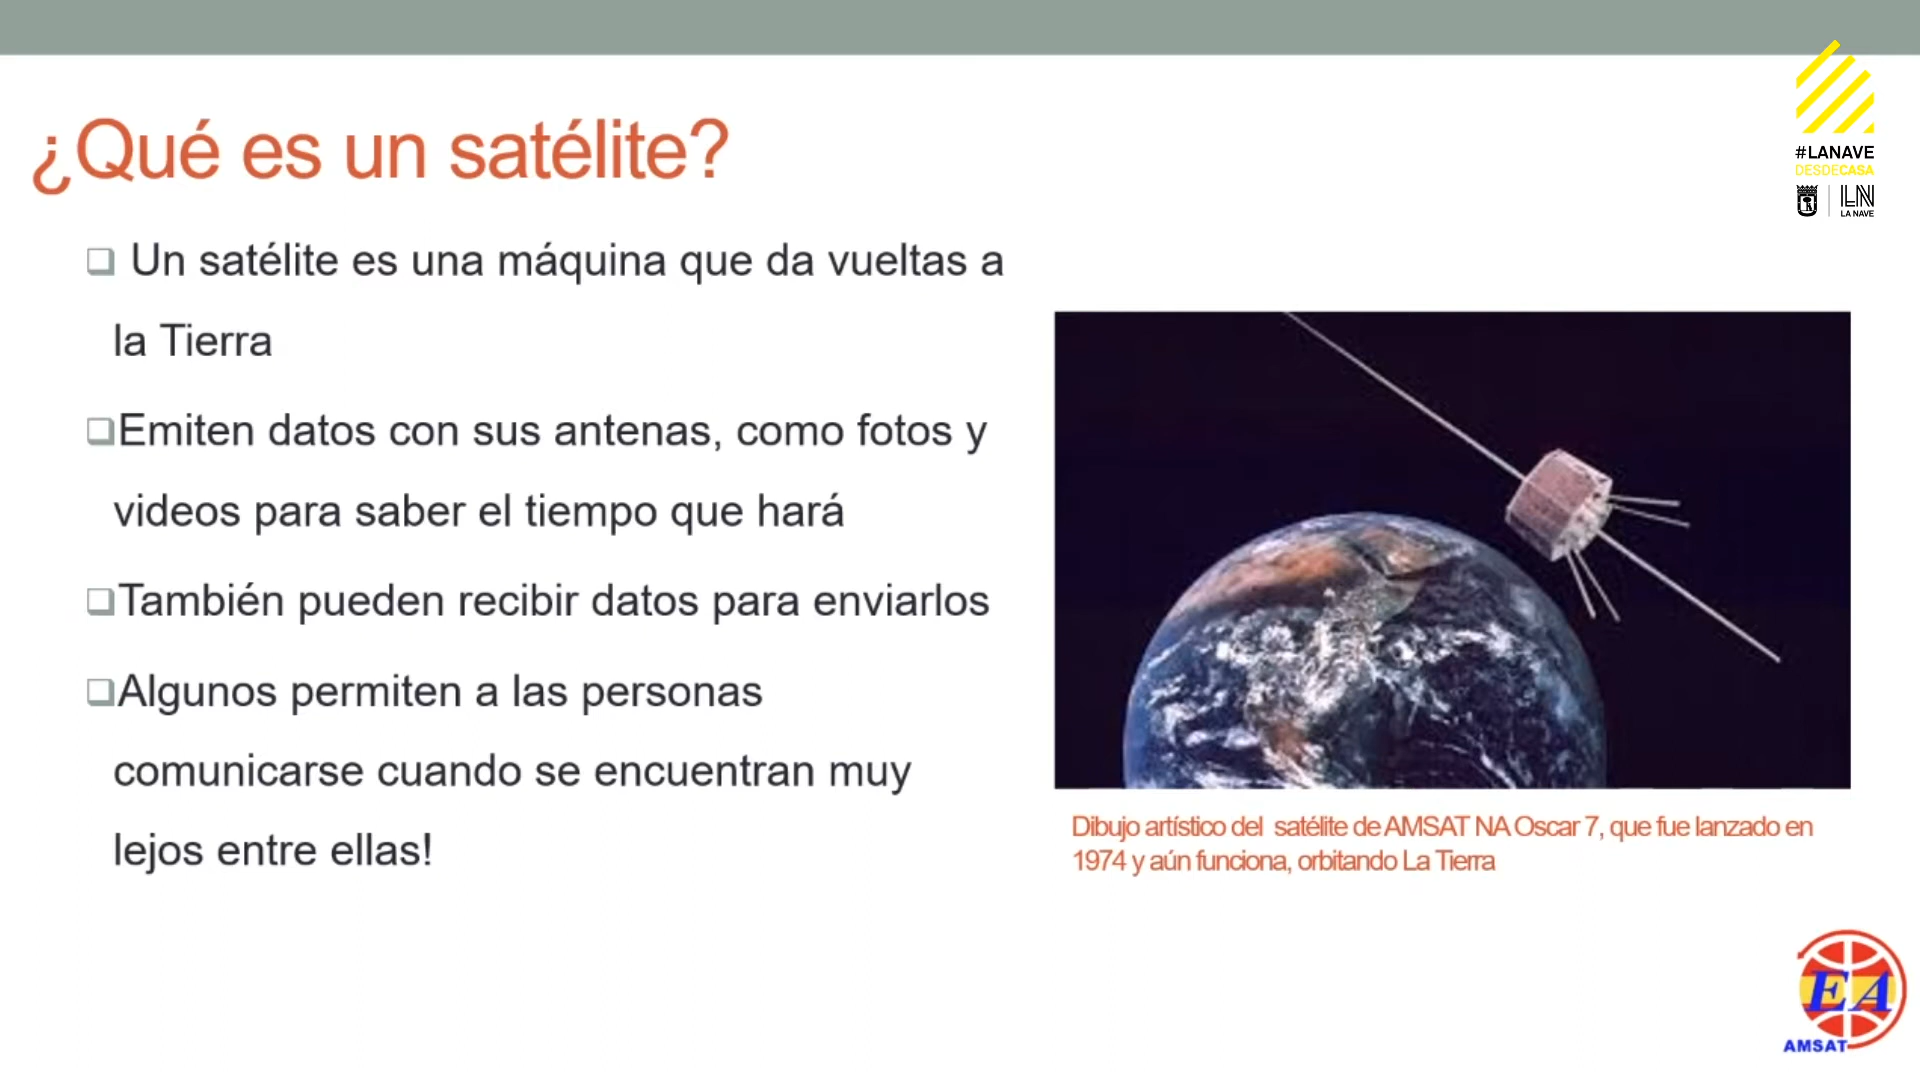 ¿Qué es un satélite?
#LANAVE
DESDECASA
LN
LA NAVE
Un satélite es una máquina que da vueltas a
la Tierra
Emiten datos con sus antenas, como fotos y
videos para saber el tiempo que hará
También pueden recibir datos para enviarlos
Algunos permiten a las personas
comunicarse cuando se encuentran muy
lejos entre ellas!
Dibujo artístico del satélite de AMSAT NA Oscar 7, que fue lanzado en
1974 y aún funciona, orbitando La Tierra
EA
AMSAT